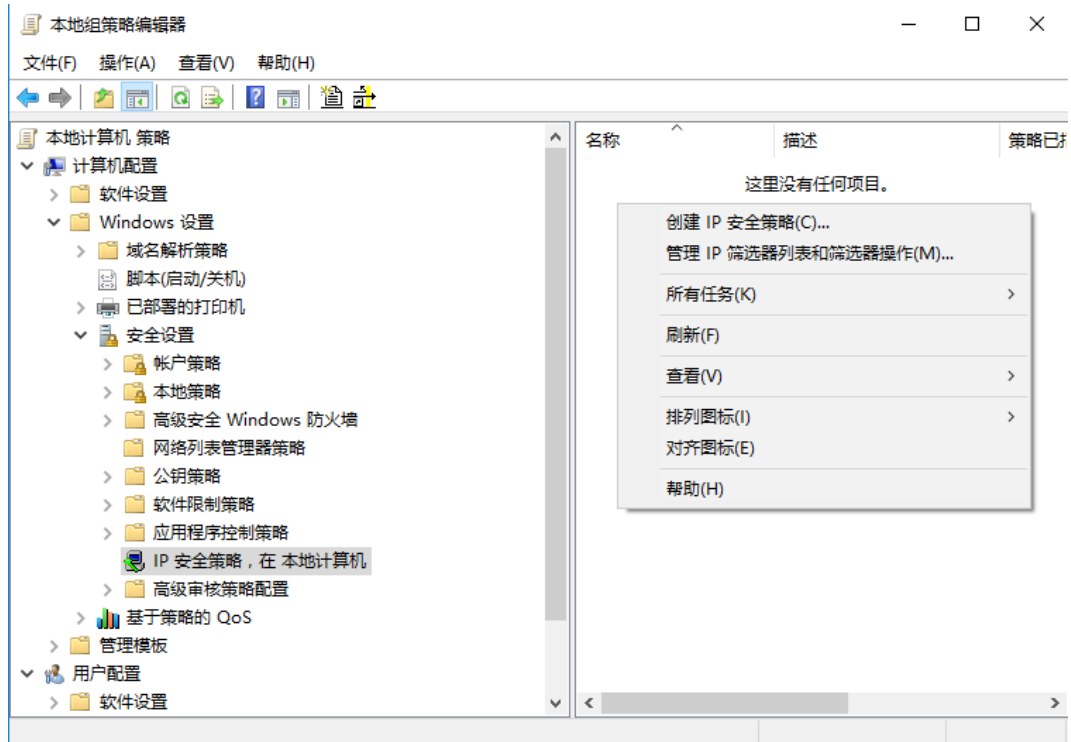 本地组策略编辑器
文件(F) 操作(A) 查看(V) 帮助(H)
本地计算机 策略
计算机配置
软件设置
Windows 设置
域名解析策略
脚本(启动/关机)
已部署的打印机
安全设置
帐户策略
本地策略
高级安全 Windows 防火墙
网络列表管理器策略
公钥策略
软件限制策略
应用程序控制策略
IP 安全策略，在 本地计算机
高级审核策略配置
基于策略的 QoS
管理模板
用户配置
软件设置
名称 描述 策略已
这里没有任何项目。
创建 IP 安全策略(C)...
管理 IP 筛选器列表和筛选器操作(M)...
所有任务(K)
刷新(F)
查看(V)
排列图标(I)
对齐图标(E)
帮助(H)